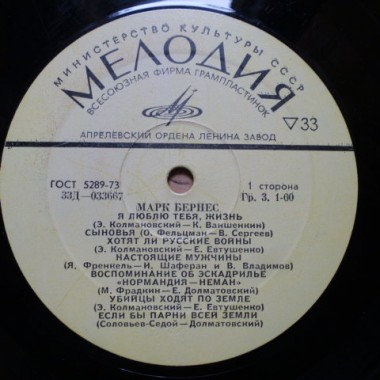 МИНИСТЕРСТВО КУЛЬТУРЫ СССР
МЕЛОДИЯ
ВСЕСОЮЗНАЯ ФИРМА ГРАМПЛАСТИНОК
АПРЕЛЕВСКИЙ ОРДЕНА ЛЕНИНА ЗАВОД
▽33
ГОСТ 5289-73
33Д—033667
1 сторона
Гр. 3. 1-00
МАРК БЕРНЕС
Я ЛЮБЛЮ ТЕБЯ, ЖИЗНЬ
(Э. Колмановский—К. Ваншенкин)
СЫНОВЬЯ (О. Фельцман—В. Сергеев)
ХОТЯТ ЛИ РУССКИЕ ВОЙНЫ
(Э. Колмановский—Е. Евтушенко)
НАСТОЯЩИЕ МУЖЧИНЫ
(Я. Френкель—И. Шаферан и В. Владимов)
ВОСПОМИНАНИЕ ОБ ЭСКАДРИЛЬЕ
«НОРМАНДИЯ—НЕМАН»
(М. Фрадкин—Е. Долматовский)
УБИЙЦЫ ХОДЯТ ПО ЗЕМЛЕ
(Э. Колмановский—Е. Евтушенко)
ЕСЛИ БЫ ПАРНИ ВСЕЙ ЗЕМЛИ
(Соловьев-Седой—Долматовский)